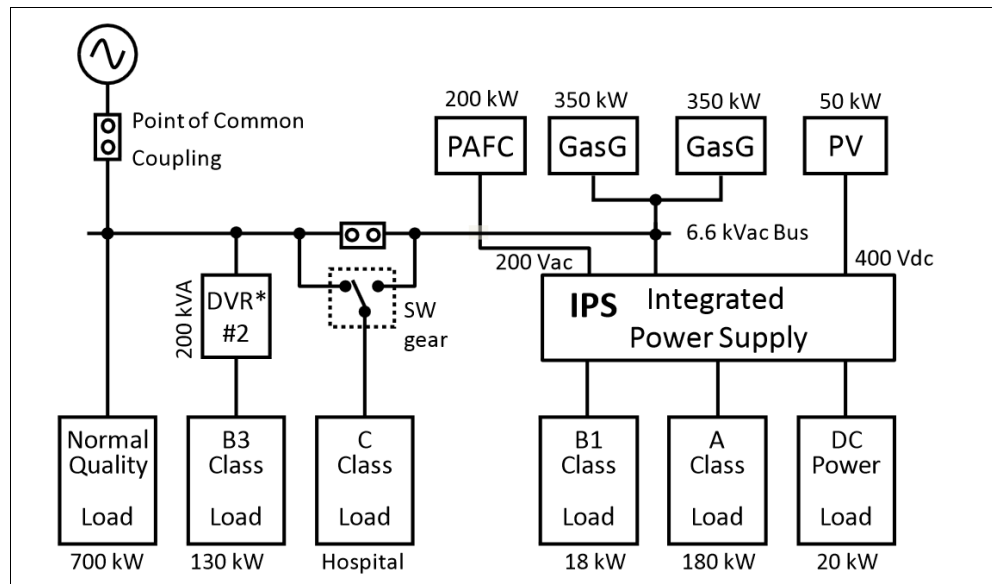 Point of Common
Coupling
200 kW
350 kW
350 kW
50 kW
PAFC
GasG
GasG
PV
6.6 kVac Bus
200 Vac
400 Vdc
200 kVA
DVR*
#2
SW
gear
IPS
Integrated
Power Supply
Normal
Quality
Load
700 kW
B3
Class
Load
130 kW
C
Class
Load
Hospital
B1
Class
Load
18 kW
A
Class
Load
180 kW
DC
Power
Load
20 kW